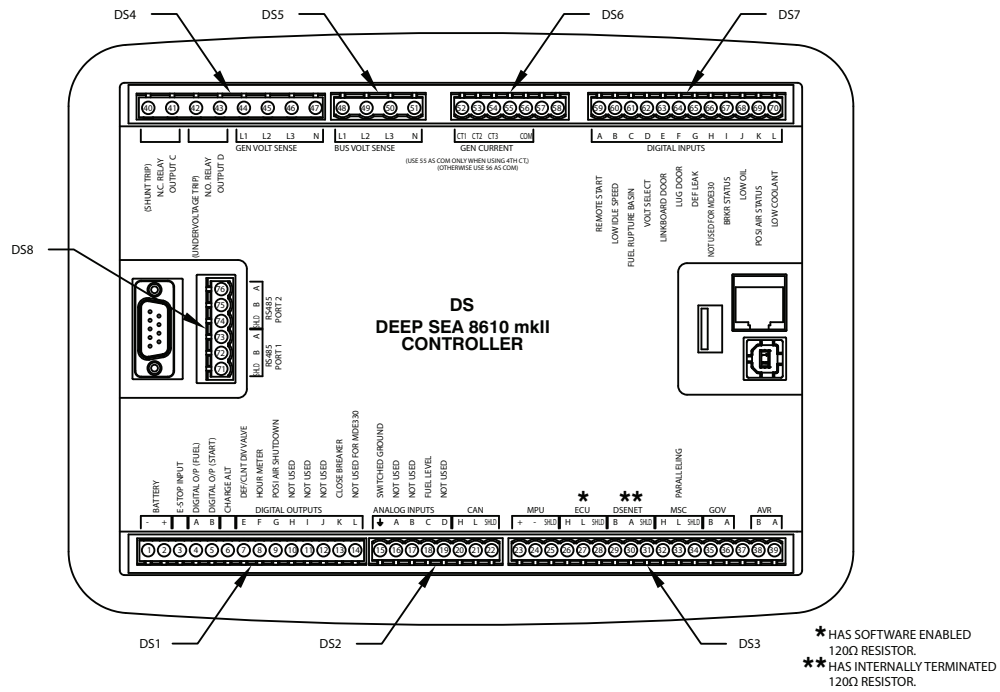 DS4
DS5
DS6
DS7
40 41 42 43 44 45 46 47
48 49 50 51
52 53 54 55 56 57 58
59 60 61 62 63 64 65 66 67 68 69 70
L1 L2 L3 N
GEN VOLT SENSE
L1 L2 L3 N
BUS VOLT SENSE
CT1 CT2 CT3 COM
GEN CURRENT
(USE 55 AS COM ONLY WHEN USING 4TH CT,)
(OTHERWISE USE 56 AS COM)
A B C D E F G H I J K L
DIGITAL INPUTS
(SHUNT TRIP)
N.C. RELAY
OUTPUT C
(UNDERVOLTAGE TRIP)
N.O. RELAY
OUTPUT D
REMOTE START
LOW IDLE SPEED
FUEL RUPTURE BASIN
VOLT SELECT
LINKBOARD DOOR
LUG DOOR
DEF LEAK
NOT USED FOR MDE330
BRKR STATUS
LOW OIL
POSI AIR STATUS
LOW COOLANT
DS8
76 A
75 B
74 SHLD
RS485
PORT 2
73 A
72 B
71 SHLD
RS485
PORT 1
DS
DEEP SEA 8610 mkII
CONTROLLER
BATTERY
E-STOP INPUT
DIGITAL O/P (FUEL)
DIGITAL O/P (START)
CHARGE ALT
DEF/CLNT DIV VALVE
HOUR METER
POSI AIR SHUTDOWN
NOT USED
NOT USED
NOT USED
CLOSE BREAKER
NOT USED FOR MDE330
SWITCHED GROUND
NOT USED
NOT USED
FUEL LEVEL
NOT USED
PARALLELING
* **
DIGITAL OUTPUTS
ANALOG INPUTS
CAN
MPU
ECU
DSENET
MSC
GOV
AVR
- + A B E F G H I J K L
A B C D H L SHLD
+ - SHLD H L SHLD B A SHLD H L SHLD B A B A
1 2 3 4 5 6 7 8 9 10 11 12 13 14
15 16 17 18 19 20 21 22
23 24 25 26 27 28 29 30 31 32 33 34 35 36 37 38 39
DS1
DS2
DS3
* HAS SOFTWARE ENABLED
120Ω RESISTOR.
** HAS INTERNALLY TERMINATED
120Ω RESISTOR.